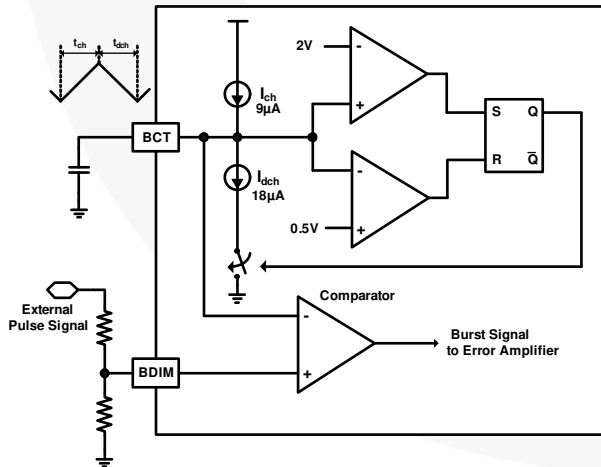 tch
tdch
2V
-
+
Ich
9µA
S
Q
BCT
R
Q̅
Idch
18µA
-
+
0.5V
Comparator
External
Pulse Signal
-
+
Burst Signal
to Error Amplifier
BDIM